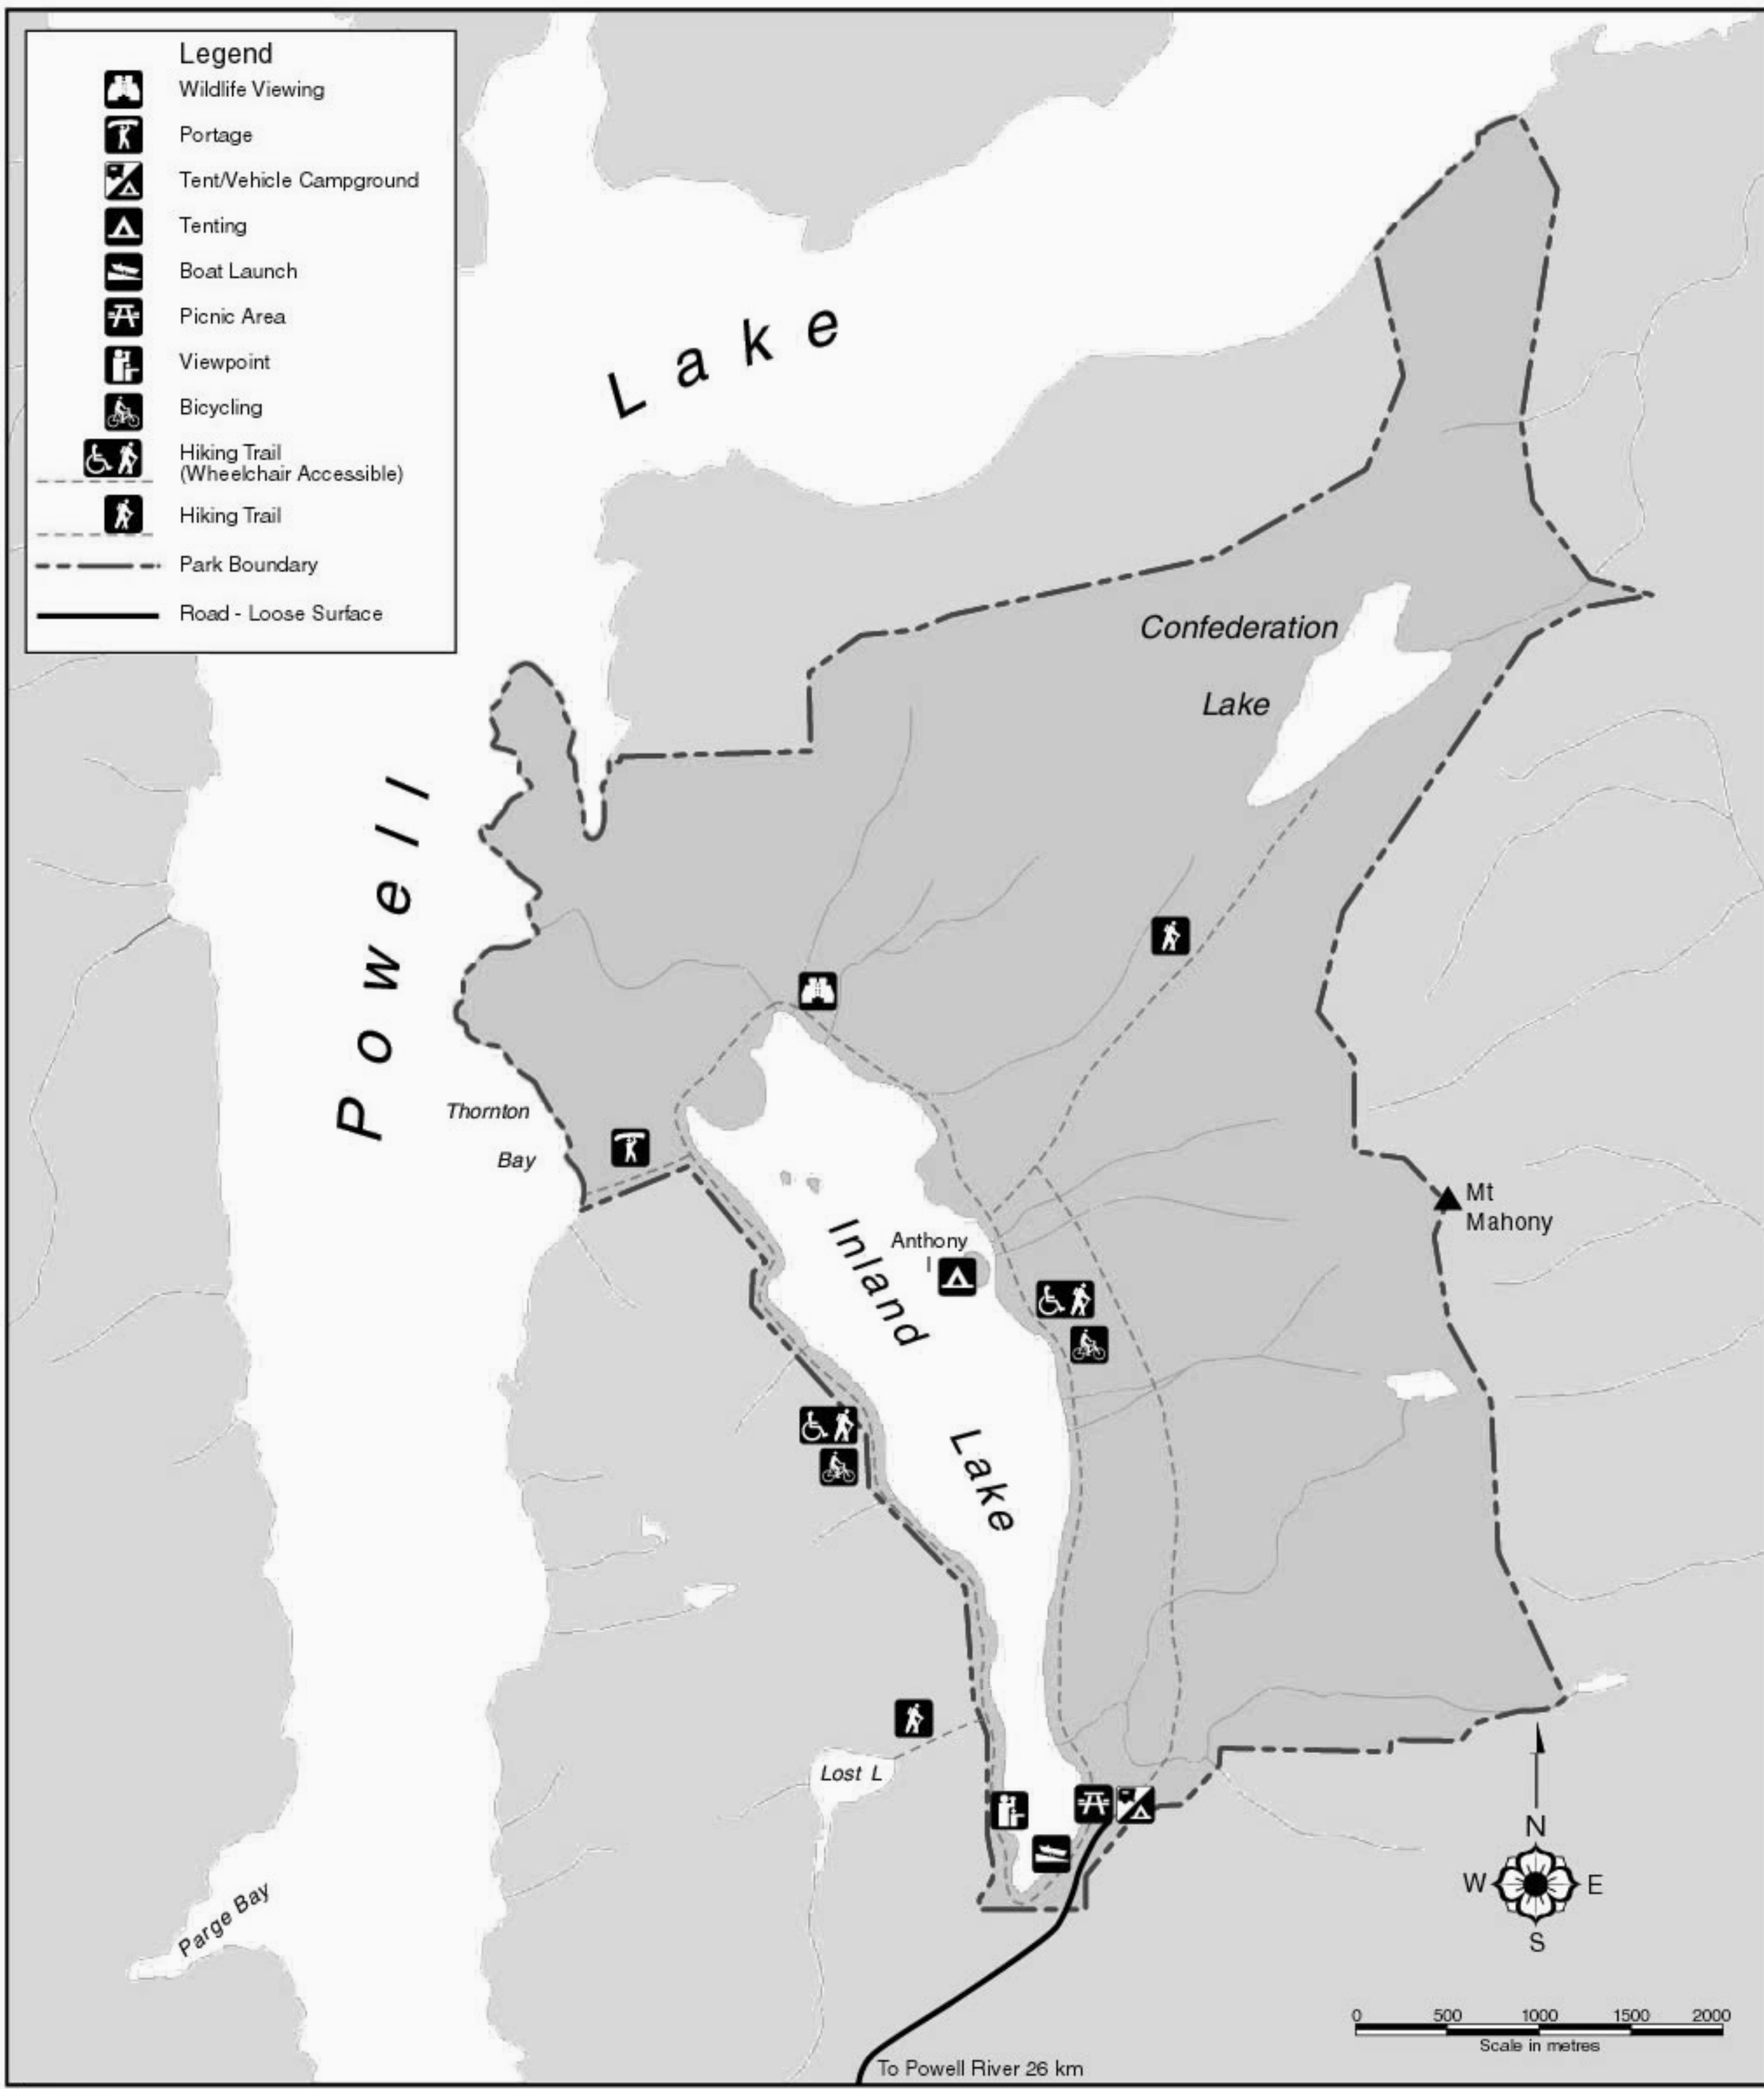 Legend
Wildlife Viewing
Portage
Tent/Vehicle Campground
Tenting
Boat Launch
Picnic Area
Viewpoint
Bicycling
Hiking Trail
(Wheelchair Accessible)
Hiking Trail
Park Boundary
Road - Loose Surface
Lake
Confederation
Lake
Powell
Thornton
Bay
Mt
Mahony
Anthony
I
Inland
Lake
Lost L
Parge Bay
N
W E
S
0 500 1000 1500 2000
Scale in metres
To Powell River 26 km